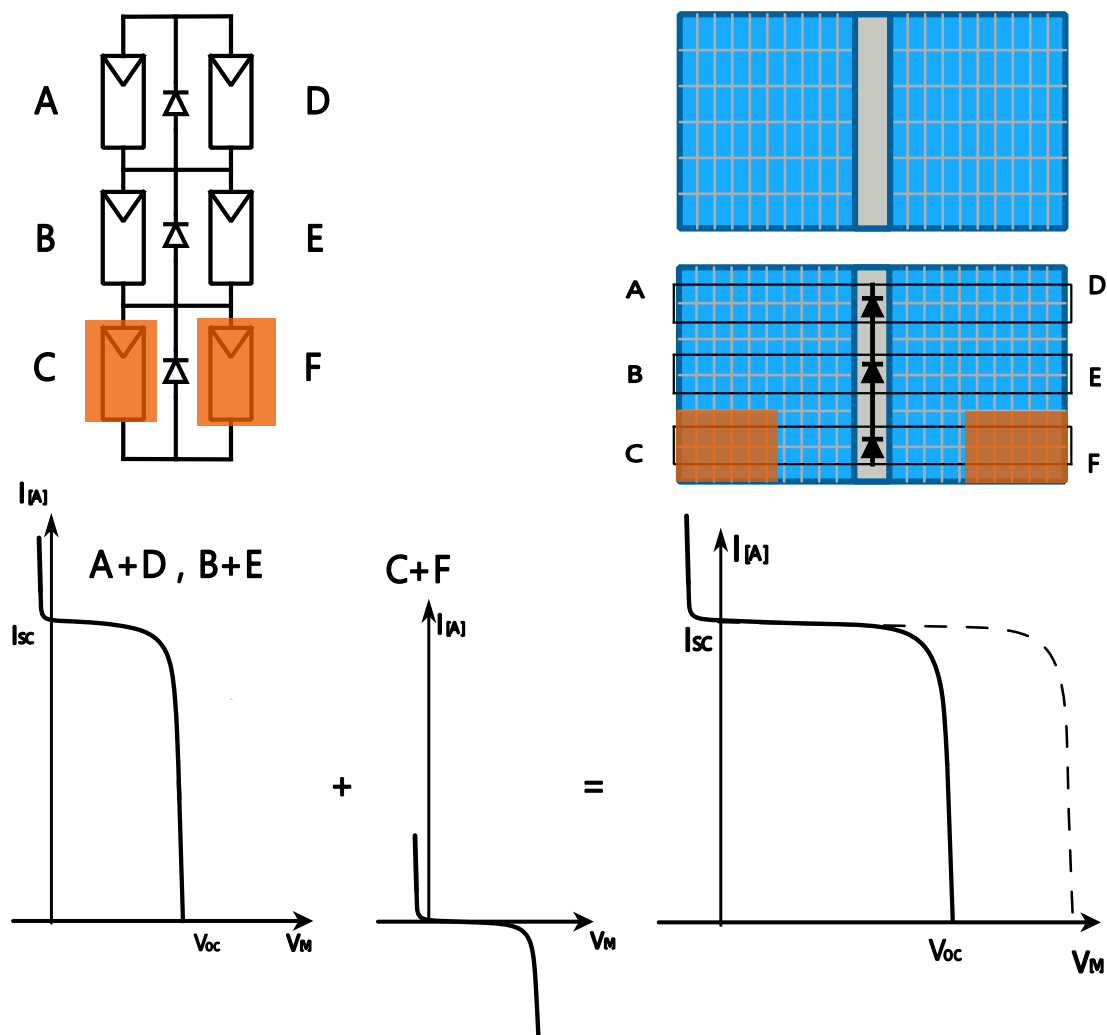 A D
B E
C F
A D
B E
C F
I[A]
A+D , B+E
ISC
VOC VM
+
C+F
I[A]
VM
=
I[A]
ISC
VOC VM